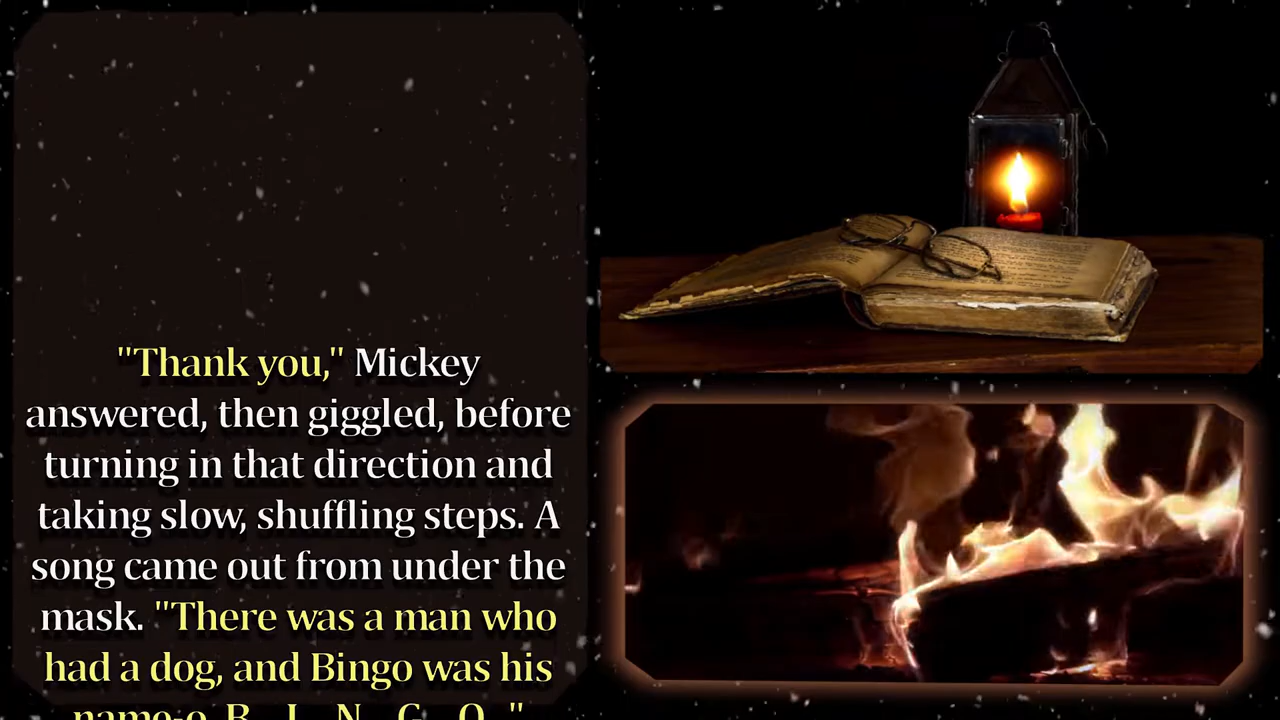 "Thank you," Mickey
answered, then giggled, before
turning in that direction and
taking slow, shuffling steps. A
song came out from under the
mask. "There was a man who
had a dog, and Bingo was his
name-o. B... I... N... G... O..."